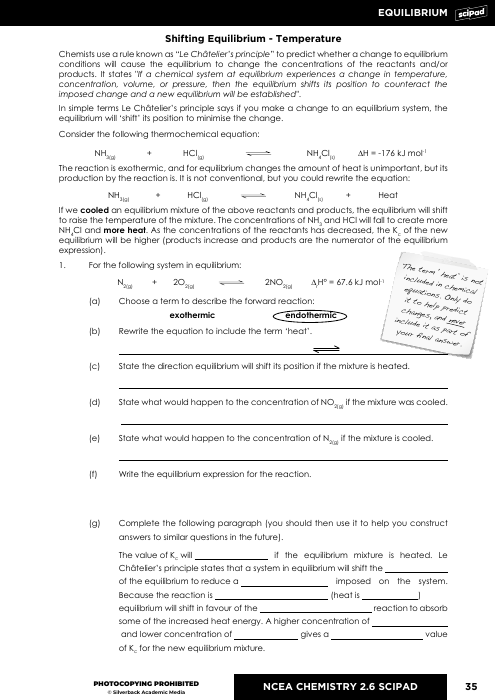 EQUILIBRIUM scipad
Shifting Equilibrium - Temperature
Chemists use a rule known as "Le Châtelier's principle" to predict whether a change to equilibrium
conditions will cause the equilibrium to change the concentrations of the reactants and/or
products. It states "If a chemical system at equilibrium experiences a change in temperature,
concentration, volume, or pressure, then the equilibrium shifts its position to counteract the
imposed change and a new equilibrium will be established".
In simple terms Le Châtelier's principle says if you make a change to an equilibrium system, the
equilibrium will 'shift' its position to minimise the change.
Consider the following thermochemical equation:
NH3(g) + HCl(g) ⇌ NH4Cl(s) ΔH = -176 kJ mol-1
The reaction is exothermic, and for equilibrium changes the amount of heat is unimportant, but its
production by the reaction is. It is not conventional, but you could rewrite the equation:
NH3(g) + HCl(g) ⇌ NH4Cl(s) + Heat
If we cooled an equilibrium mixture of the above reactants and products, the equilibrium will shift
to raise the temperature of the mixture. The concentrations of NH3 and HCl will fall to create more
NH4Cl and more heat. As the concentrations of the reactants has decreased, the Kc of the new
equilibrium will be higher (products increase and products are the numerator of the equilibrium
expression).
1. For the following system in equilibrium:
N2(g) + 2O2(g) ⇌ 2NO2(g) ΔrH° = 67.6 kJ mol-1
The term 'heat' is not
included in chemical
equations. Only do
it to help predict
changes, and never
include it as part of
your final answer.
(a) Choose a term to describe the forward reaction:
exothermic endothermic
(b) Rewrite the equation to include the term 'heat'.
⇌
(c) State the direction equilibrium will shift its position if the mixture is heated.
(d) State what would happen to the concentration of NO2(g) if the mixture was cooled.
(e) State what would happen to the concentration of N2(g) if the mixture is cooled.
(f) Write the equilibrium expression for the reaction.
(g) Complete the following paragraph (you should then use it to help you construct
answers to similar questions in the future).
The value of Kc will ____ if the equilibrium mixture is heated. Le
Châtelier's principle states that a system in equilibrium will shift the ____
of the equilibrium to reduce a ____ imposed on the system.
Because the reaction is ____ (heat is ____)
equilibrium will shift in favour of the ____ reaction to absorb
some of the increased heat energy. A higher concentration of ____
and lower concentration of ____ gives a ____ value
of Kc for the new equilibrium mixture.
PHOTOCOPYING PROHIBITED
© Silverback Academic Media
NCEA CHEMISTRY 2.6 SCIPAD 35